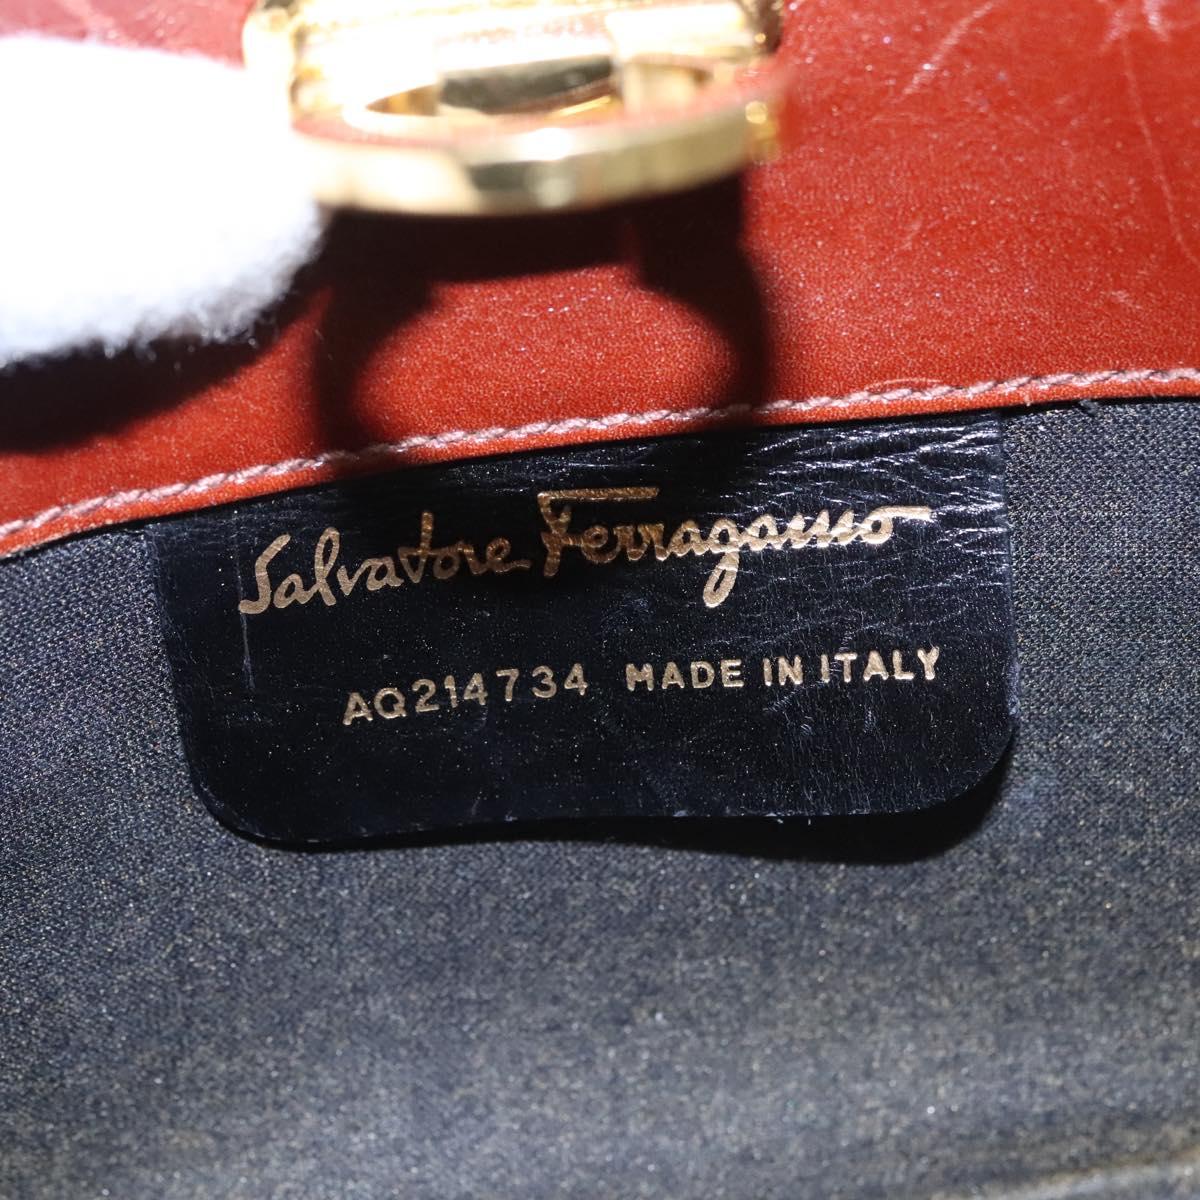 Salvatore Ferragamo
AQ214734 MADE IN ITALY